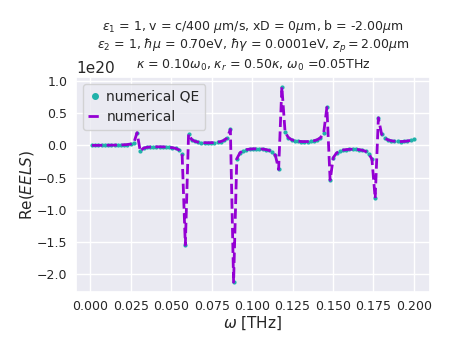 ε₁ = 1, v = c/400 μm/s, xD = 0μm, b = -2.00μm
ε₂ = 1, ℏμ = 0.70eV, ℏγ = 0.0001eV, z_p = 2.00μm
κ = 0.10ω₀, κ_r = 0.50κ, ω₀ =0.05THz
1e20
1.0
0.5
0.0
−0.5
−1.0
−1.5
−2.0
Re(EELS)
numerical QE
numerical
0.000 0.025 0.050 0.075 0.100 0.125 0.150 0.175 0.200
ω [THz]